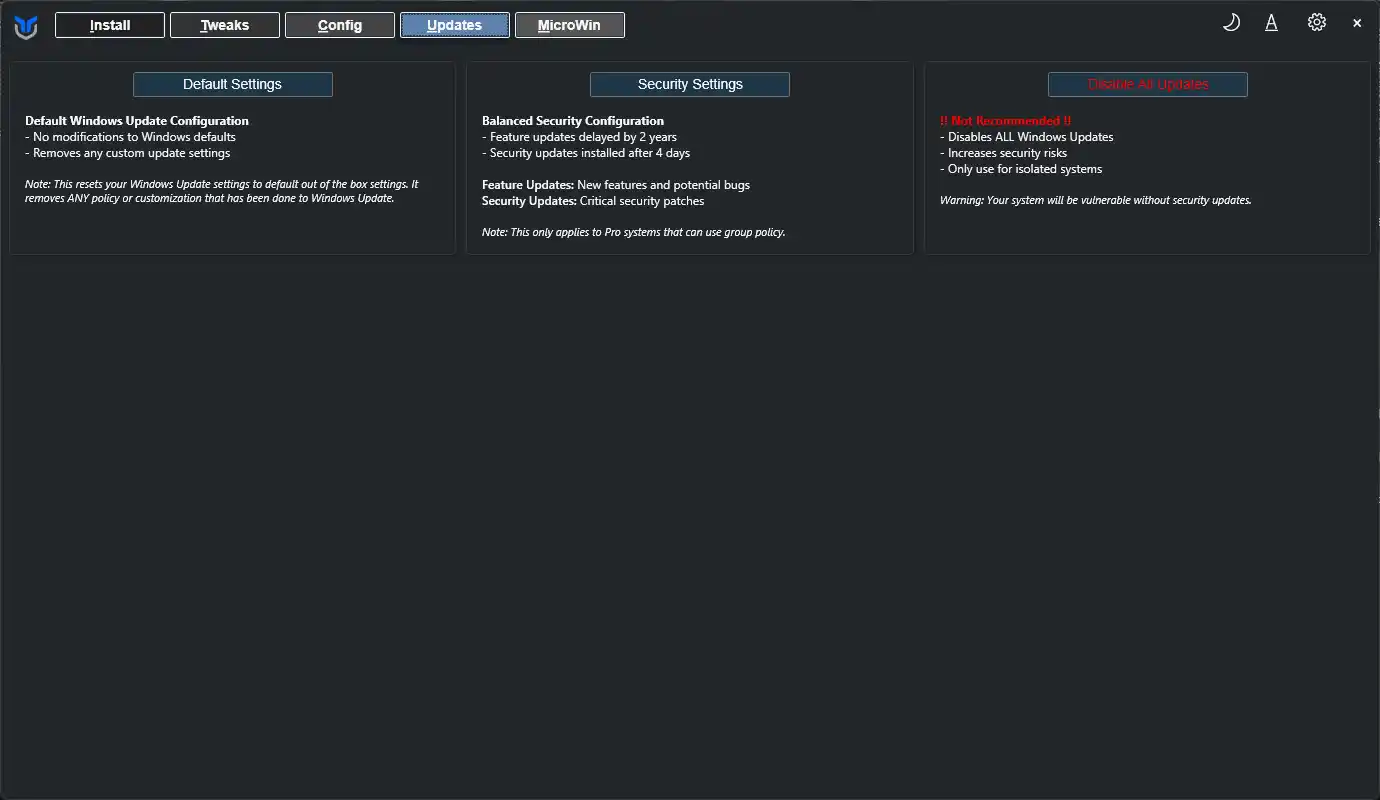 Install
Tweaks
Config
Updates
MicroWin
A
×
Default Settings
Default Windows Update Configuration
- No modifications to Windows defaults
- Removes any custom update settings
Note: This resets your Windows Update settings to default out of the box settings. It
removes ANY policy or customization that has been done to Windows Update.
Security Settings
Balanced Security Configuration
- Feature updates delayed by 2 years
- Security updates installed after 4 days
Feature Updates: New features and potential bugs
Security Updates: Critical security patches
Note: This only applies to Pro systems that can use group policy.
Disable All Updates
!! Not Recommended !!
- Disables ALL Windows Updates
- Increases security risks
- Only use for isolated systems
Warning: Your system will be vulnerable without security updates.